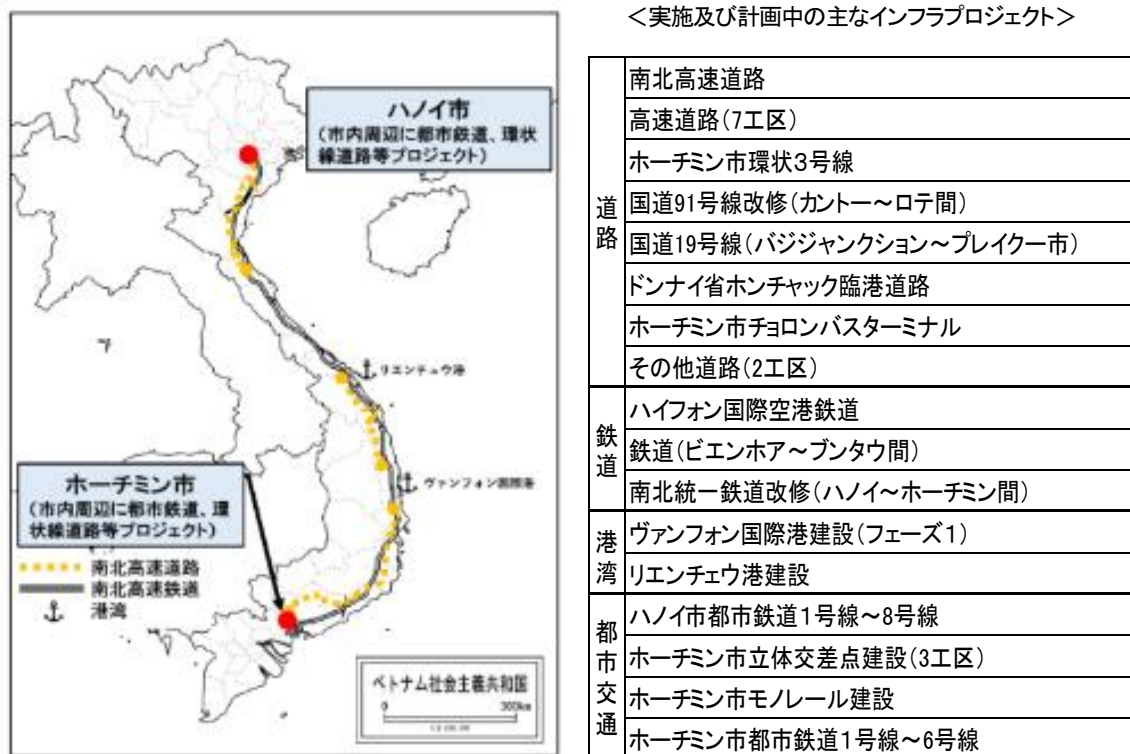 ＜実施及び計画中の主なインフラプロジェクト＞
ハノイ市
(市内周辺に都市鉄道、環状
線道路等プロジェクト)
リエンチュウ港
ヴァンフォン国際港
ホーチミン市
(市内周辺に都市鉄道、環
状線道路等プロジェクト)
南北高速道路
南北高速鉄道
港湾
ベトナム社会主義共和国
0 300km
道路
南北高速道路
高速道路(7工区)
ホーチミン市環状3号線
国道91号線改修(カントー～ロテ間)
国道19号線(バジジャンクション～プレイクー市)
ドンナイ省ホンチャック臨港道路
ホーチミン市チョロンバスターミナル
その他道路(2工区)
鉄道
ハイフォン国際空港鉄道
鉄道(ビエンホア～ブンタウ間)
南北統一鉄道改修(ハノイ～ホーチミン間)
港湾
ヴァンフォン国際港建設(フェーズ1)
リエンチェウ港建設
都市交通
ハノイ市都市鉄道1号線～8号線
ホーチミン市立体交差点建設(3工区)
ホーチミン市モノレール建設
ホーチミン市都市鉄道1号線～6号線